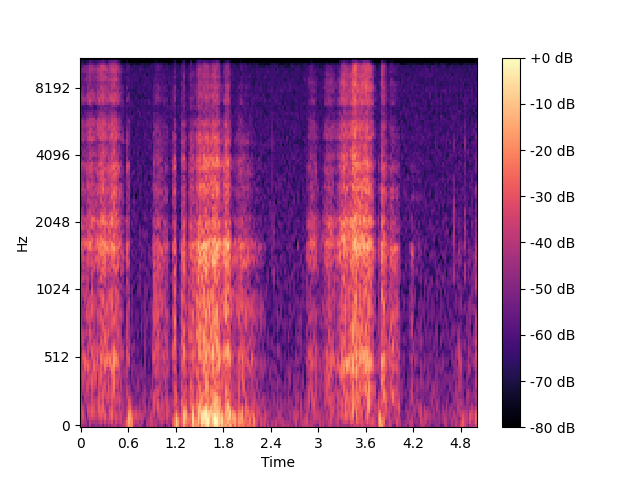 +0 dB
8192
-10 dB
4096
-20 dB
-30 dB
2048
Hz
-40 dB
1024
-50 dB
512
-60 dB
-70 dB
0
-80 dB
0 0.6 1.2 1.8 2.4 3 3.6 4.2 4.8
Time